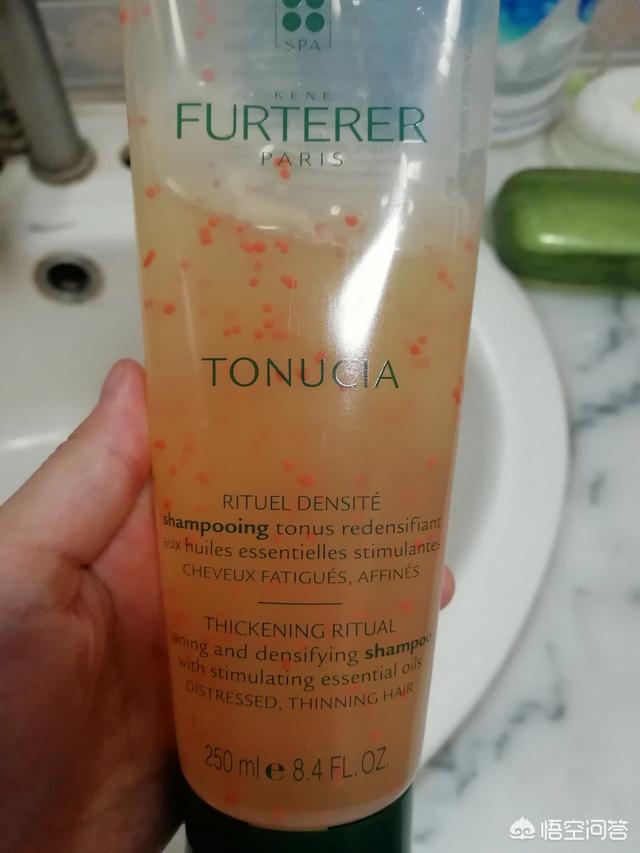 SPA
RENE
FURTERER
PARIS
TONUCIA
RITUEL DENSITÉ
shampooing tonus redensifiant
aux huiles essentielles stimulantes
CHEVEUX FATIGUÉS, AFFINÉS
THICKENING RITUAL
and densifying shampoo
with stimulating essential oils
DISTRESSED, THINNING HAIR
250 ml e 8.4 FL. OZ.
悟空问答